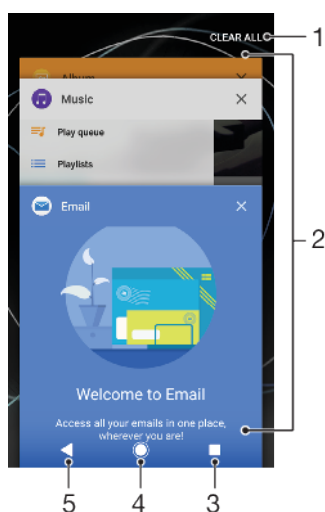 CLEAR ALL
1
Album
Music
Play queue
Playlists
2
Email
Welcome to Email
Access all your emails in one place,
wherever you are!
5
4
3